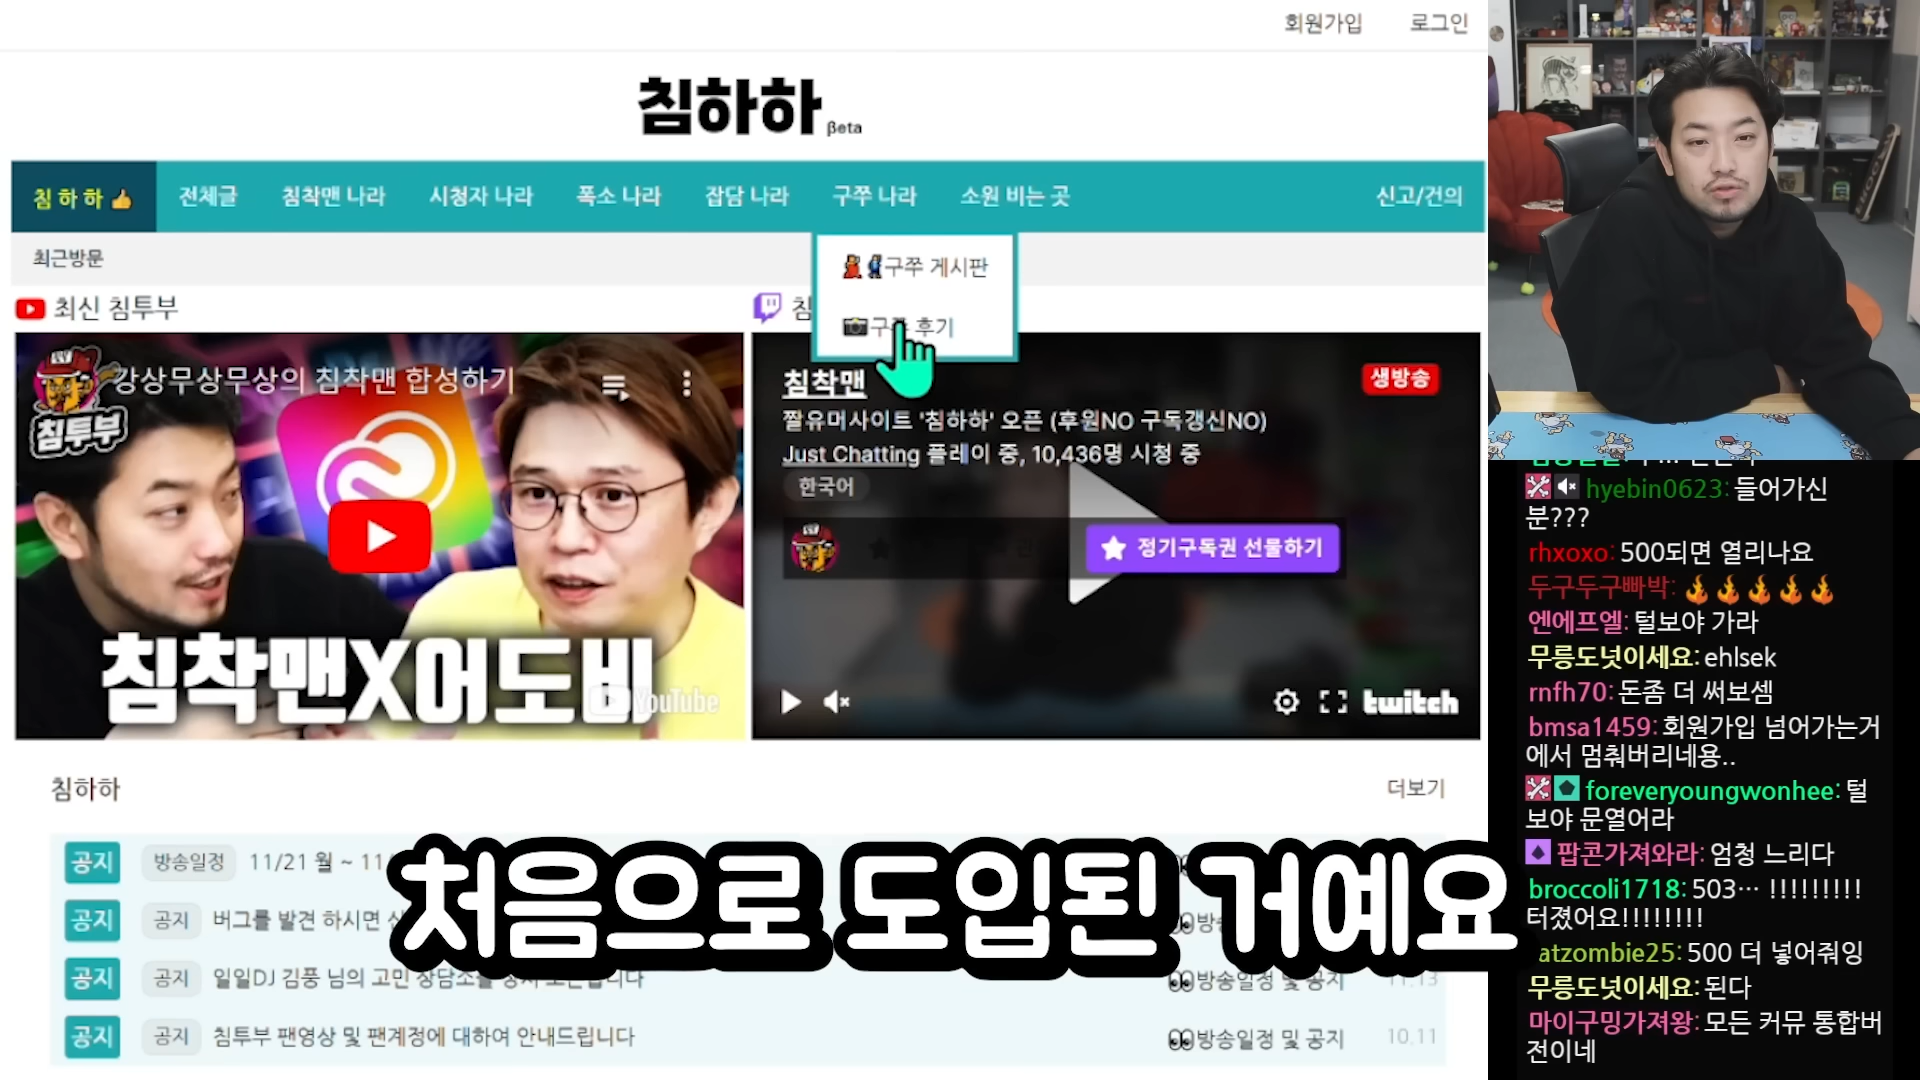 회원가입 로그인
침하하 βeta
침하하 전체글 침착맨 나라 시청자 나라 폭소 나라 잡담 나라 구쭈 나라 소원 비는 곳 신고/건의
최근방문
구쭈 게시판
후기
최신 침투부
침
강상무상무상의 침착맨 합성하기
침투부
침착맨X어도비
YouTube
침착맨
생방송
짤유머사이트 '침하하' 오픈 (후원NO 구독갱신NO)
Just Chatting 플레이 중, 10,436명 시청 중
한국어
정기구독권 선물하기
twitch
침하하 더보기
공지 방송일정 11/21 월 ~
공지 공지 버그를 발견 하시면
공지 공지 일일DJ 김풍 님의 고민 상담소를
방송일정 및 공지 11.13
공지 공지 침투부 팬영상 및 팬계정에 대하여 안내드립니다 방송일정 및 공지 10.11
처음으로 도입된 거예요
hyebin0623: 들어가신
분???
rhxoxo: 500되면 열리나요
두구두구빠박:
엔에프엘: 털보야 가라
무릉도넛이세요: ehlsek
rnfh70: 돈좀 더 써보셈
bmsa1459: 회원가입 넘어가는거
에서 멈춰버리네용..
foreveryoungwonhee: 털
보야 문열어라
팝콘가져와라: 엄청 느리다
broccoli1718: 503… !!!!!!!!!
터졌어요!!!!!!!!
atzombie25: 500 더 넣어줘잉
무릉도넛이세요: 된다
마이구밍가져왕: 모든 커뮤 통합버
전이네